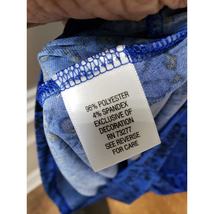 96% POLYESTER
4% SPANDEX
EXCLUSIVE OF
DECORATION
RN 73277
SEE REVERSE
FOR CARE